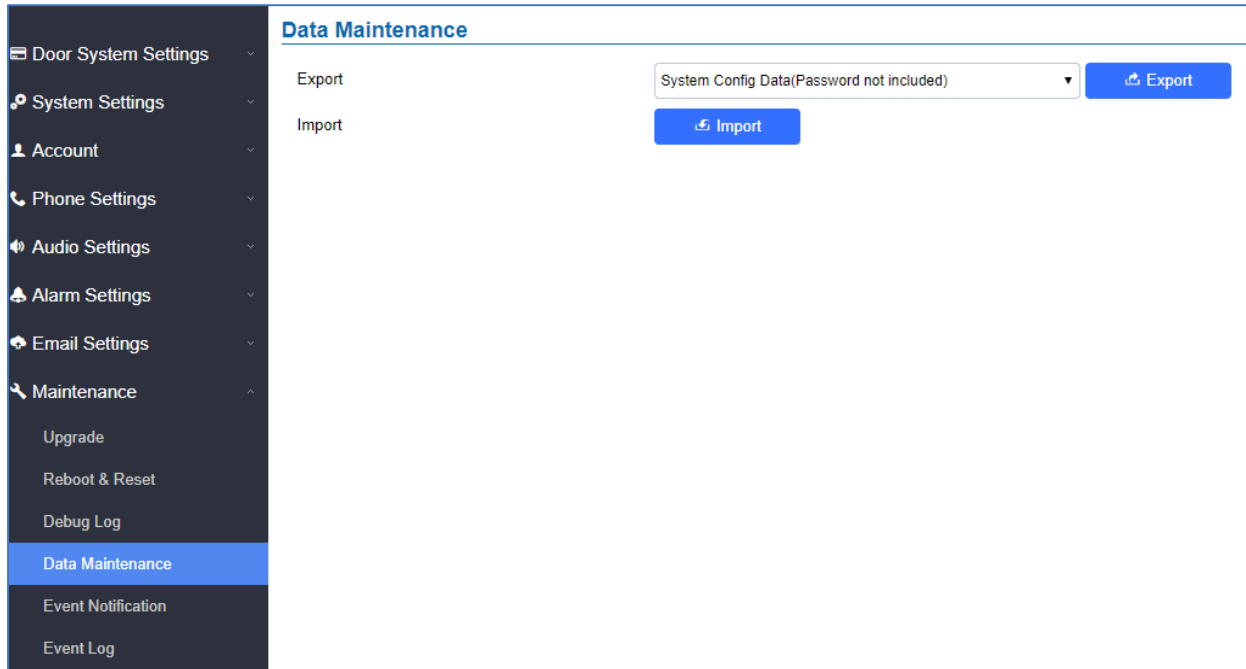 Data Maintenance
Door System Settings
System Settings
Account
Phone Settings
Audio Settings
Alarm Settings
Email Settings
Maintenance
Upgrade
Reboot & Reset
Debug Log
Data Maintenance
Event Notification
Event Log
Export
System Config Data(Password not included)
Export
Import
Import